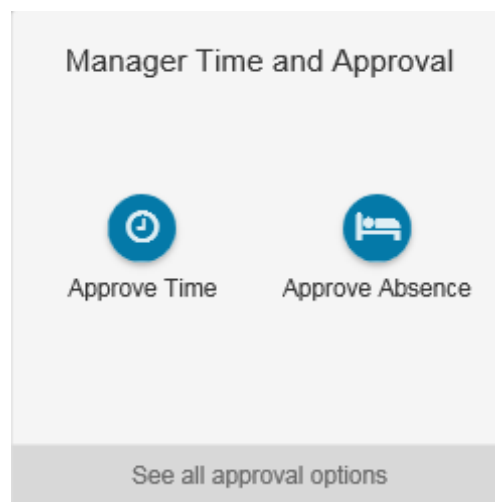 Manager Time and Approval
Approve Time
Approve Absence
See all approval options